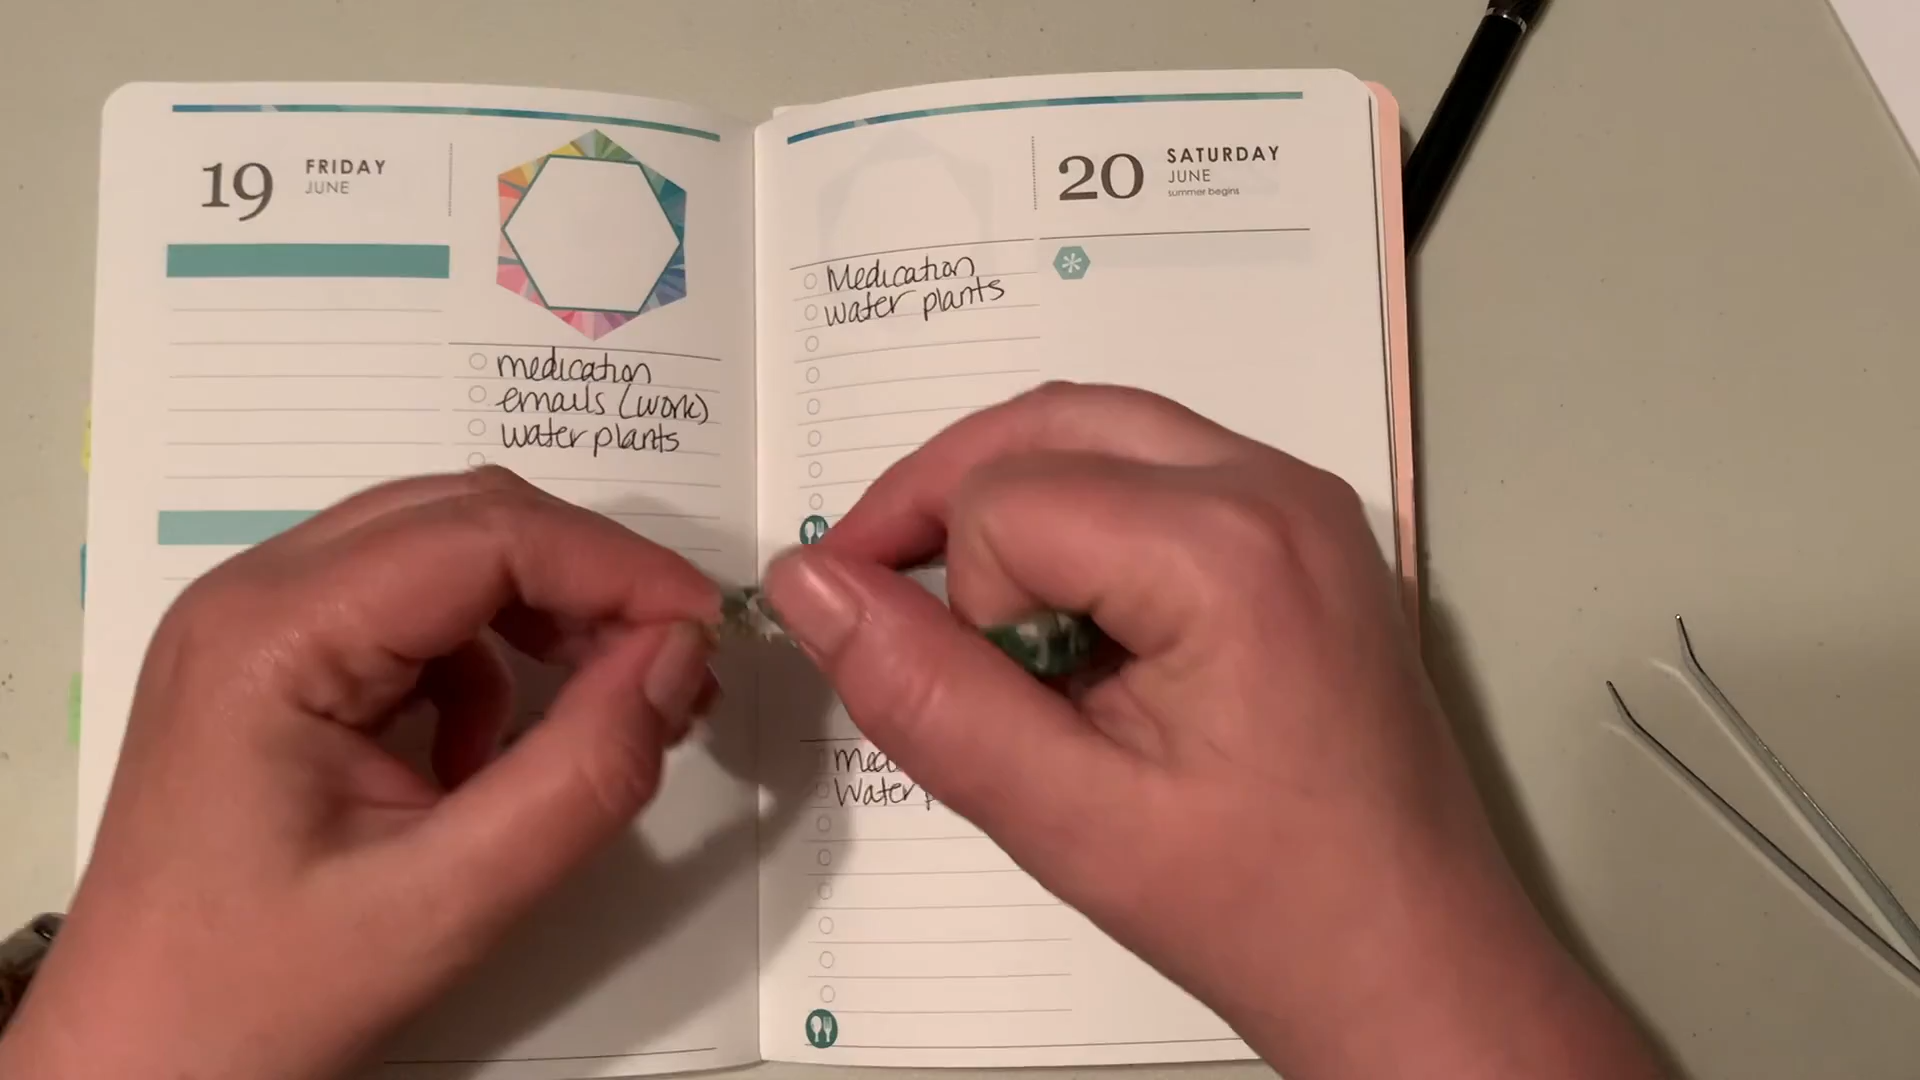 19 FRIDAY
JUNE
medication
emails (work)
water plants
20 SATURDAY
JUNE
summer begins
Medication
water plants
Water